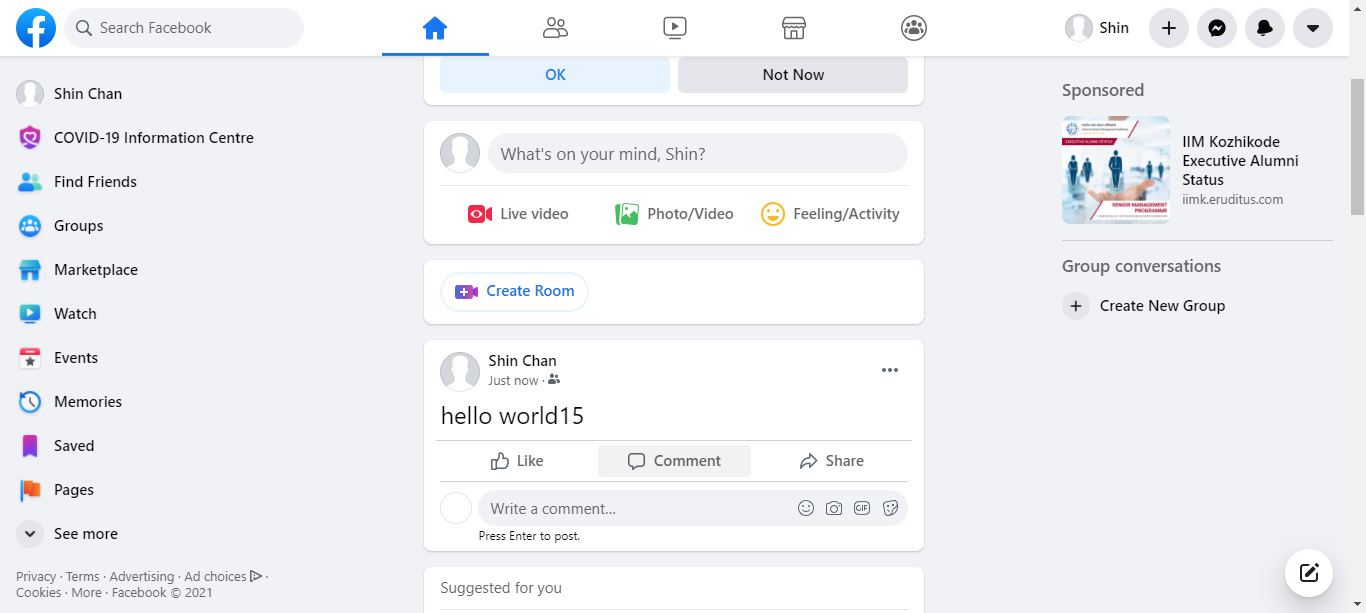 Search Facebook
Shin
OK
Not Now
Shin Chan
COVID-19 Information Centre
Find Friends
Groups
Marketplace
Watch
Events
Memories
Saved
Pages
See more
Privacy · Terms · Advertising · Ad choices ·
Cookies · More · Facebook © 2021
What's on your mind, Shin?
Live video
Photo/Video
Feeling/Activity
Create Room
Shin Chan
Just now ·
hello world15
Like
Comment
Share
Write a comment...
GIF
Press Enter to post.
Suggested for you
Sponsored
EXECUTIVE ALUMNI STATUS
SENIOR MANAGEMENT
PROGRAMME
IIM Kozhikode
Executive Alumni
Status
iimk.eruditus.com
Group conversations
Create New Group